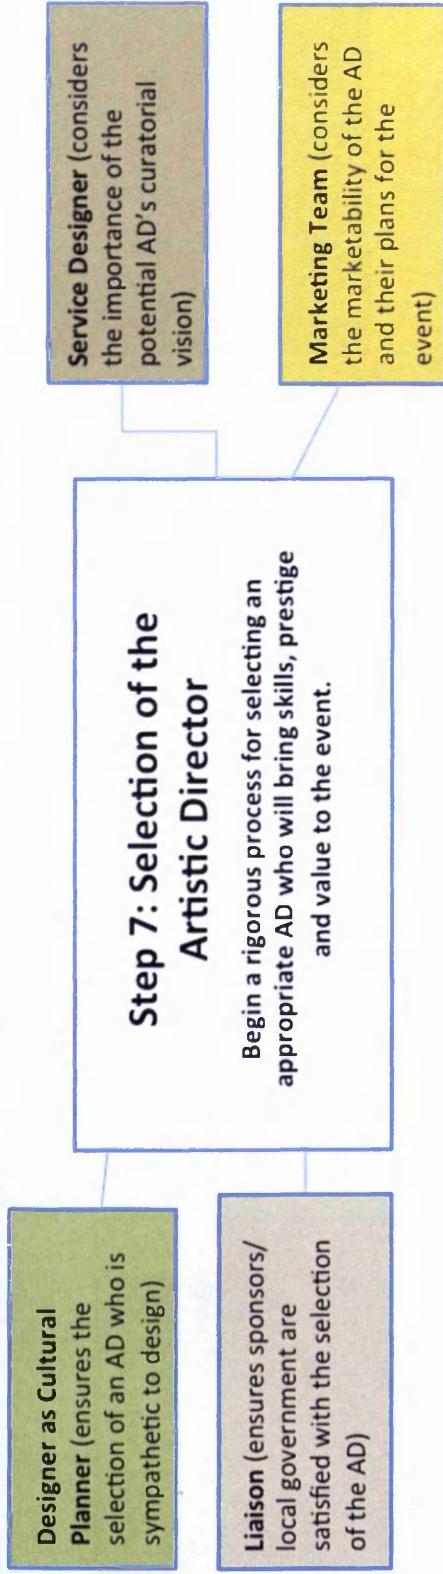 Designer as Cultural
Planner (ensures the
selection of an AD who is
sympathetic to design)
Liaison (ensures sponsors/
local government are
satisfied with the selection
of the AD)
Step 7: Selection of the
Artistic Director
Begin a rigorous process for selecting an
appropriate AD who will bring skills, prestige
and value to the event.
Service Designer (considers
the importance of the
potential AD's curatorial
vision)
Marketing Team (considers
the marketability of the AD
and their plans for the
event)